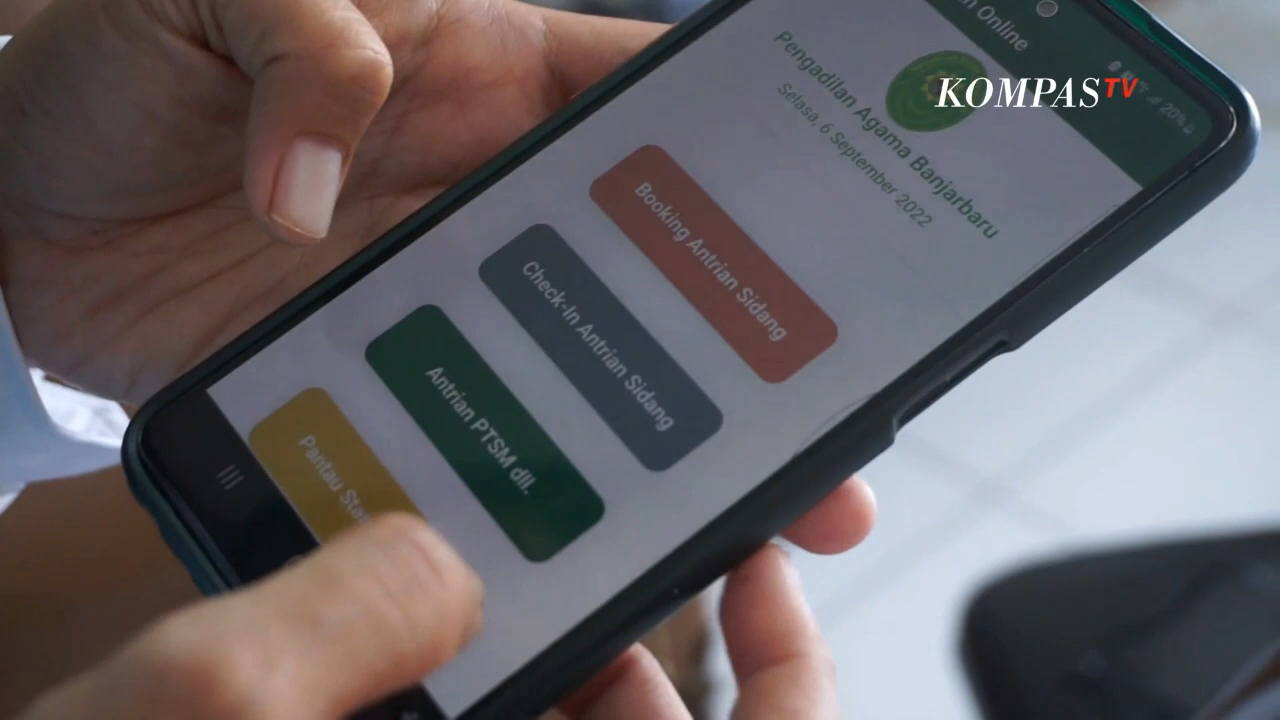 KOMPAS TV
n Online
20%
Pengadilan Agama Banjarbaru
Selasa, 6 September 2022
Booking Antrian Sidang
Check-In Antrian Sidang
Antrian PTSM dll.
Pantau